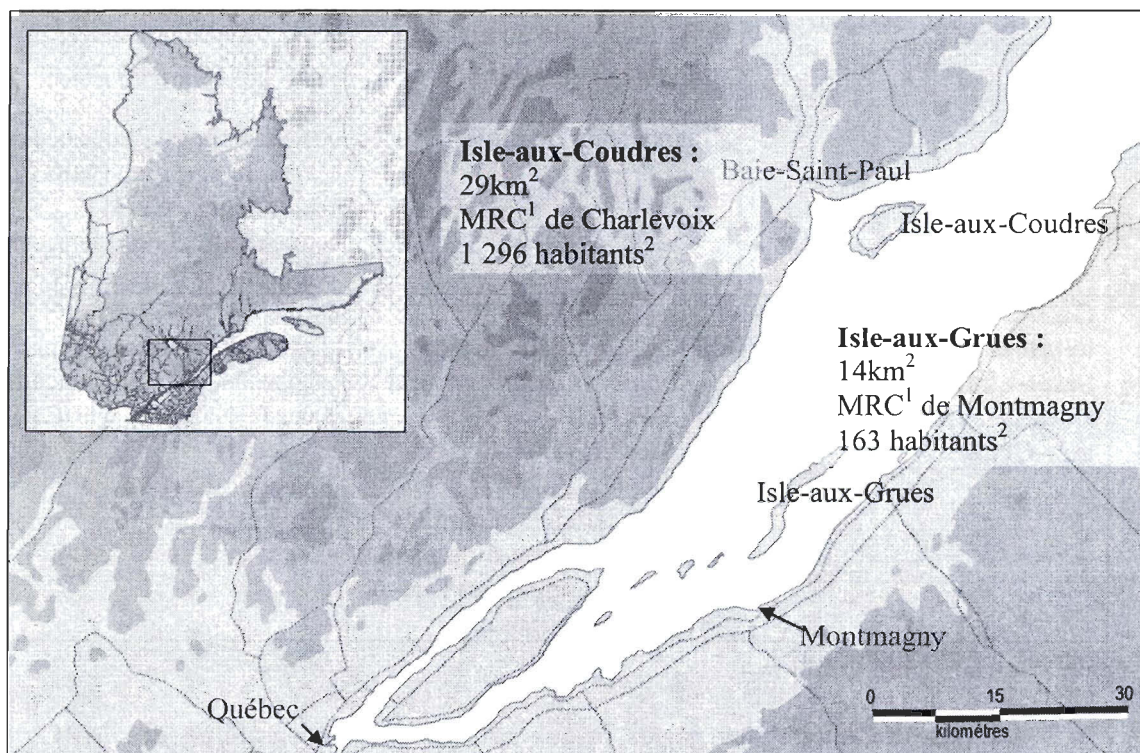 Isle-aux-Coudres :
29km²
MRC¹ de Charlevoix
1 296 habitants²
Baie-Saint-Paul
Isle-aux-Coudres
Isle-aux-Grues :
14km²
MRC¹ de Montmagny
163 habitants²
Isle-aux-Grues
Montmagny
Québec
0 15 30
kilométres